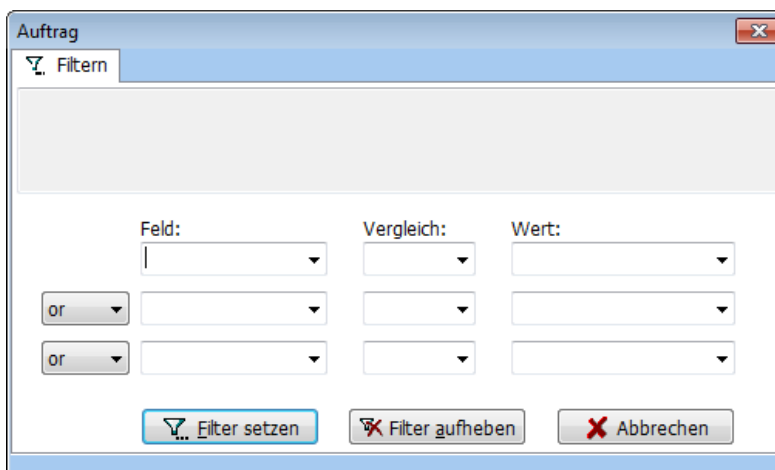 Auftrag
Filtern
Feld: Vergleich: Wert:
or
or
Filter setzen Filter aufheben Abbrechen